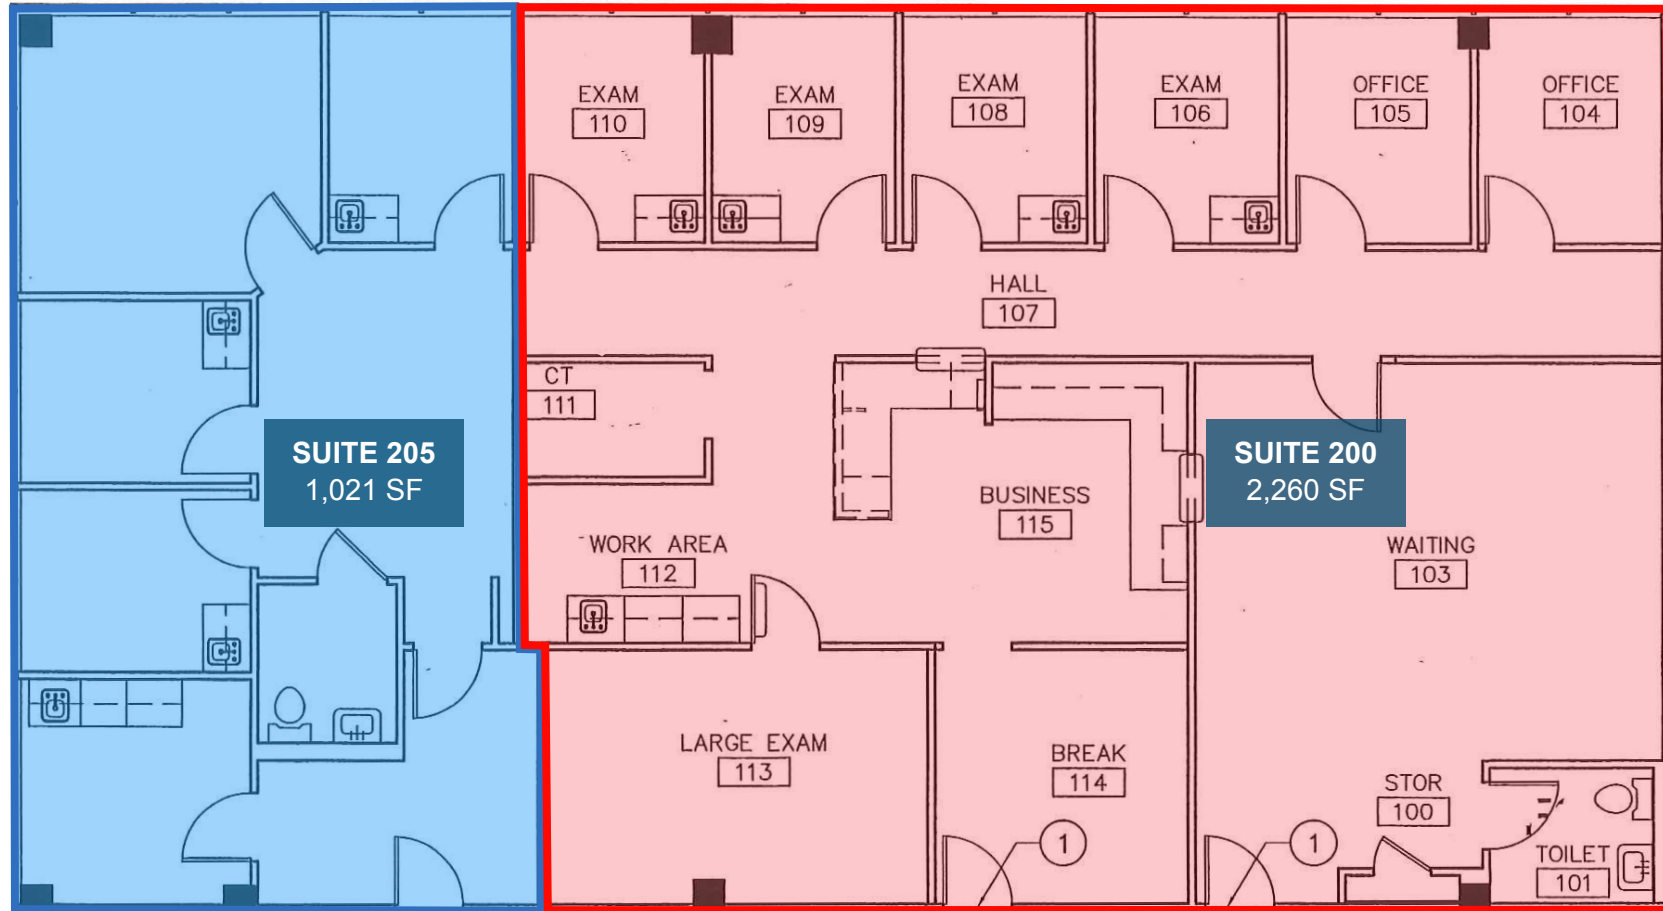 EXAM
110
EXAM
109
EXAM
108
EXAM
106
OFFICE
105
OFFICE
104
HALL
107
CT
111
SUITE 205
1,021 SF
SUITE 200
2,260 SF
BUSINESS
115
WORK AREA
112
WAITING
103
LARGE EXAM
113
BREAK
114
STOR
100
1
1
TOILET
101